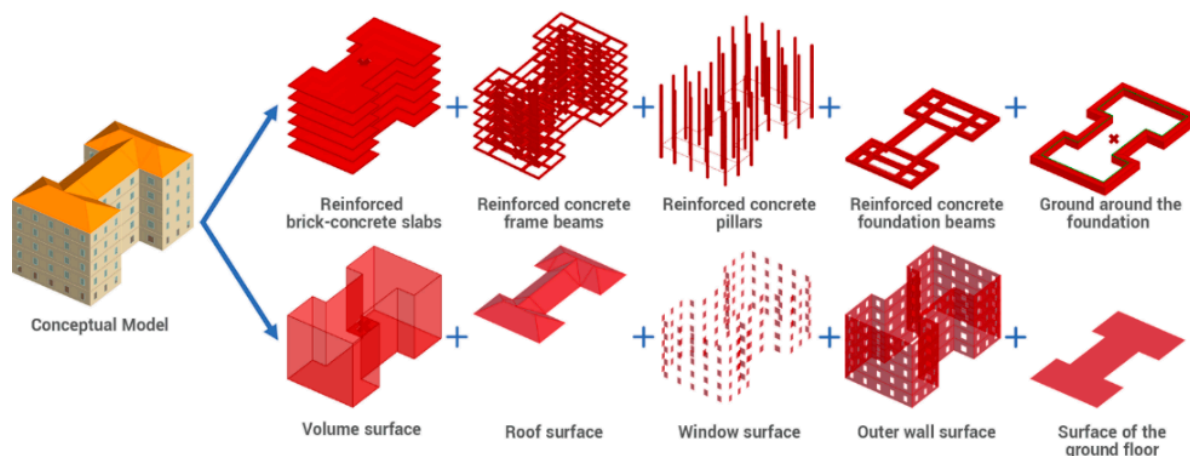 Conceptual Model
Reinforced
brick-concrete slabs
Reinforced concrete
frame beams
Reinforced concrete
pillars
Reinforced concrete
foundation beams
Ground around the
foundation
Volume surface
Roof surface
Window surface
Outer wall surface
Surface of the
ground floor